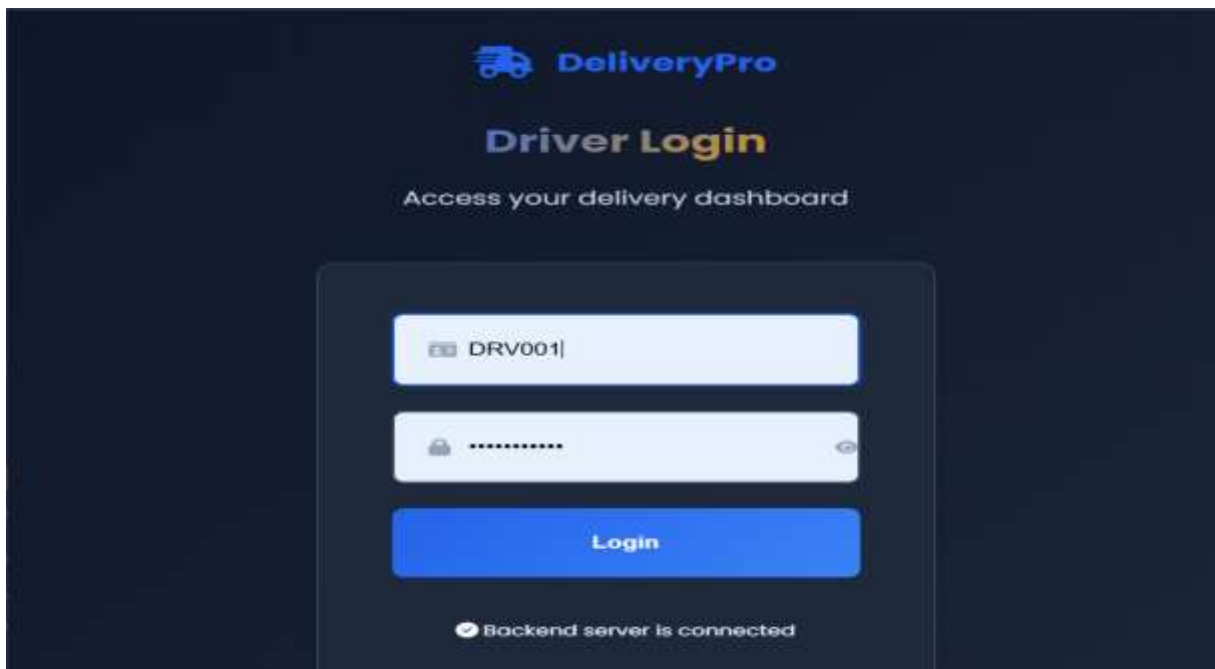 DeliveryPro
Driver Login
Access your delivery dashboard
DRV001
•••••••••••
Login
Backend server is connected